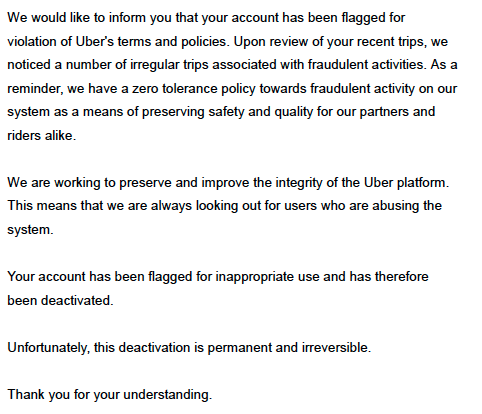 We would like to inform you that your account has been flagged for
violation of Uber's terms and policies. Upon review of your recent trips, we
noticed a number of irregular trips associated with fraudulent activities. As a
reminder, we have a zero tolerance policy towards fraudulent activity on our
system as a means of preserving safety and quality for our partners and
riders alike.
We are working to preserve and improve the integrity of the Uber platform.
This means that we are always looking out for users who are abusing the
system.
Your account has been flagged for inappropriate use and has therefore
been deactivated.
Unfortunately, this deactivation is permanent and irreversible.
Thank you for your understanding.